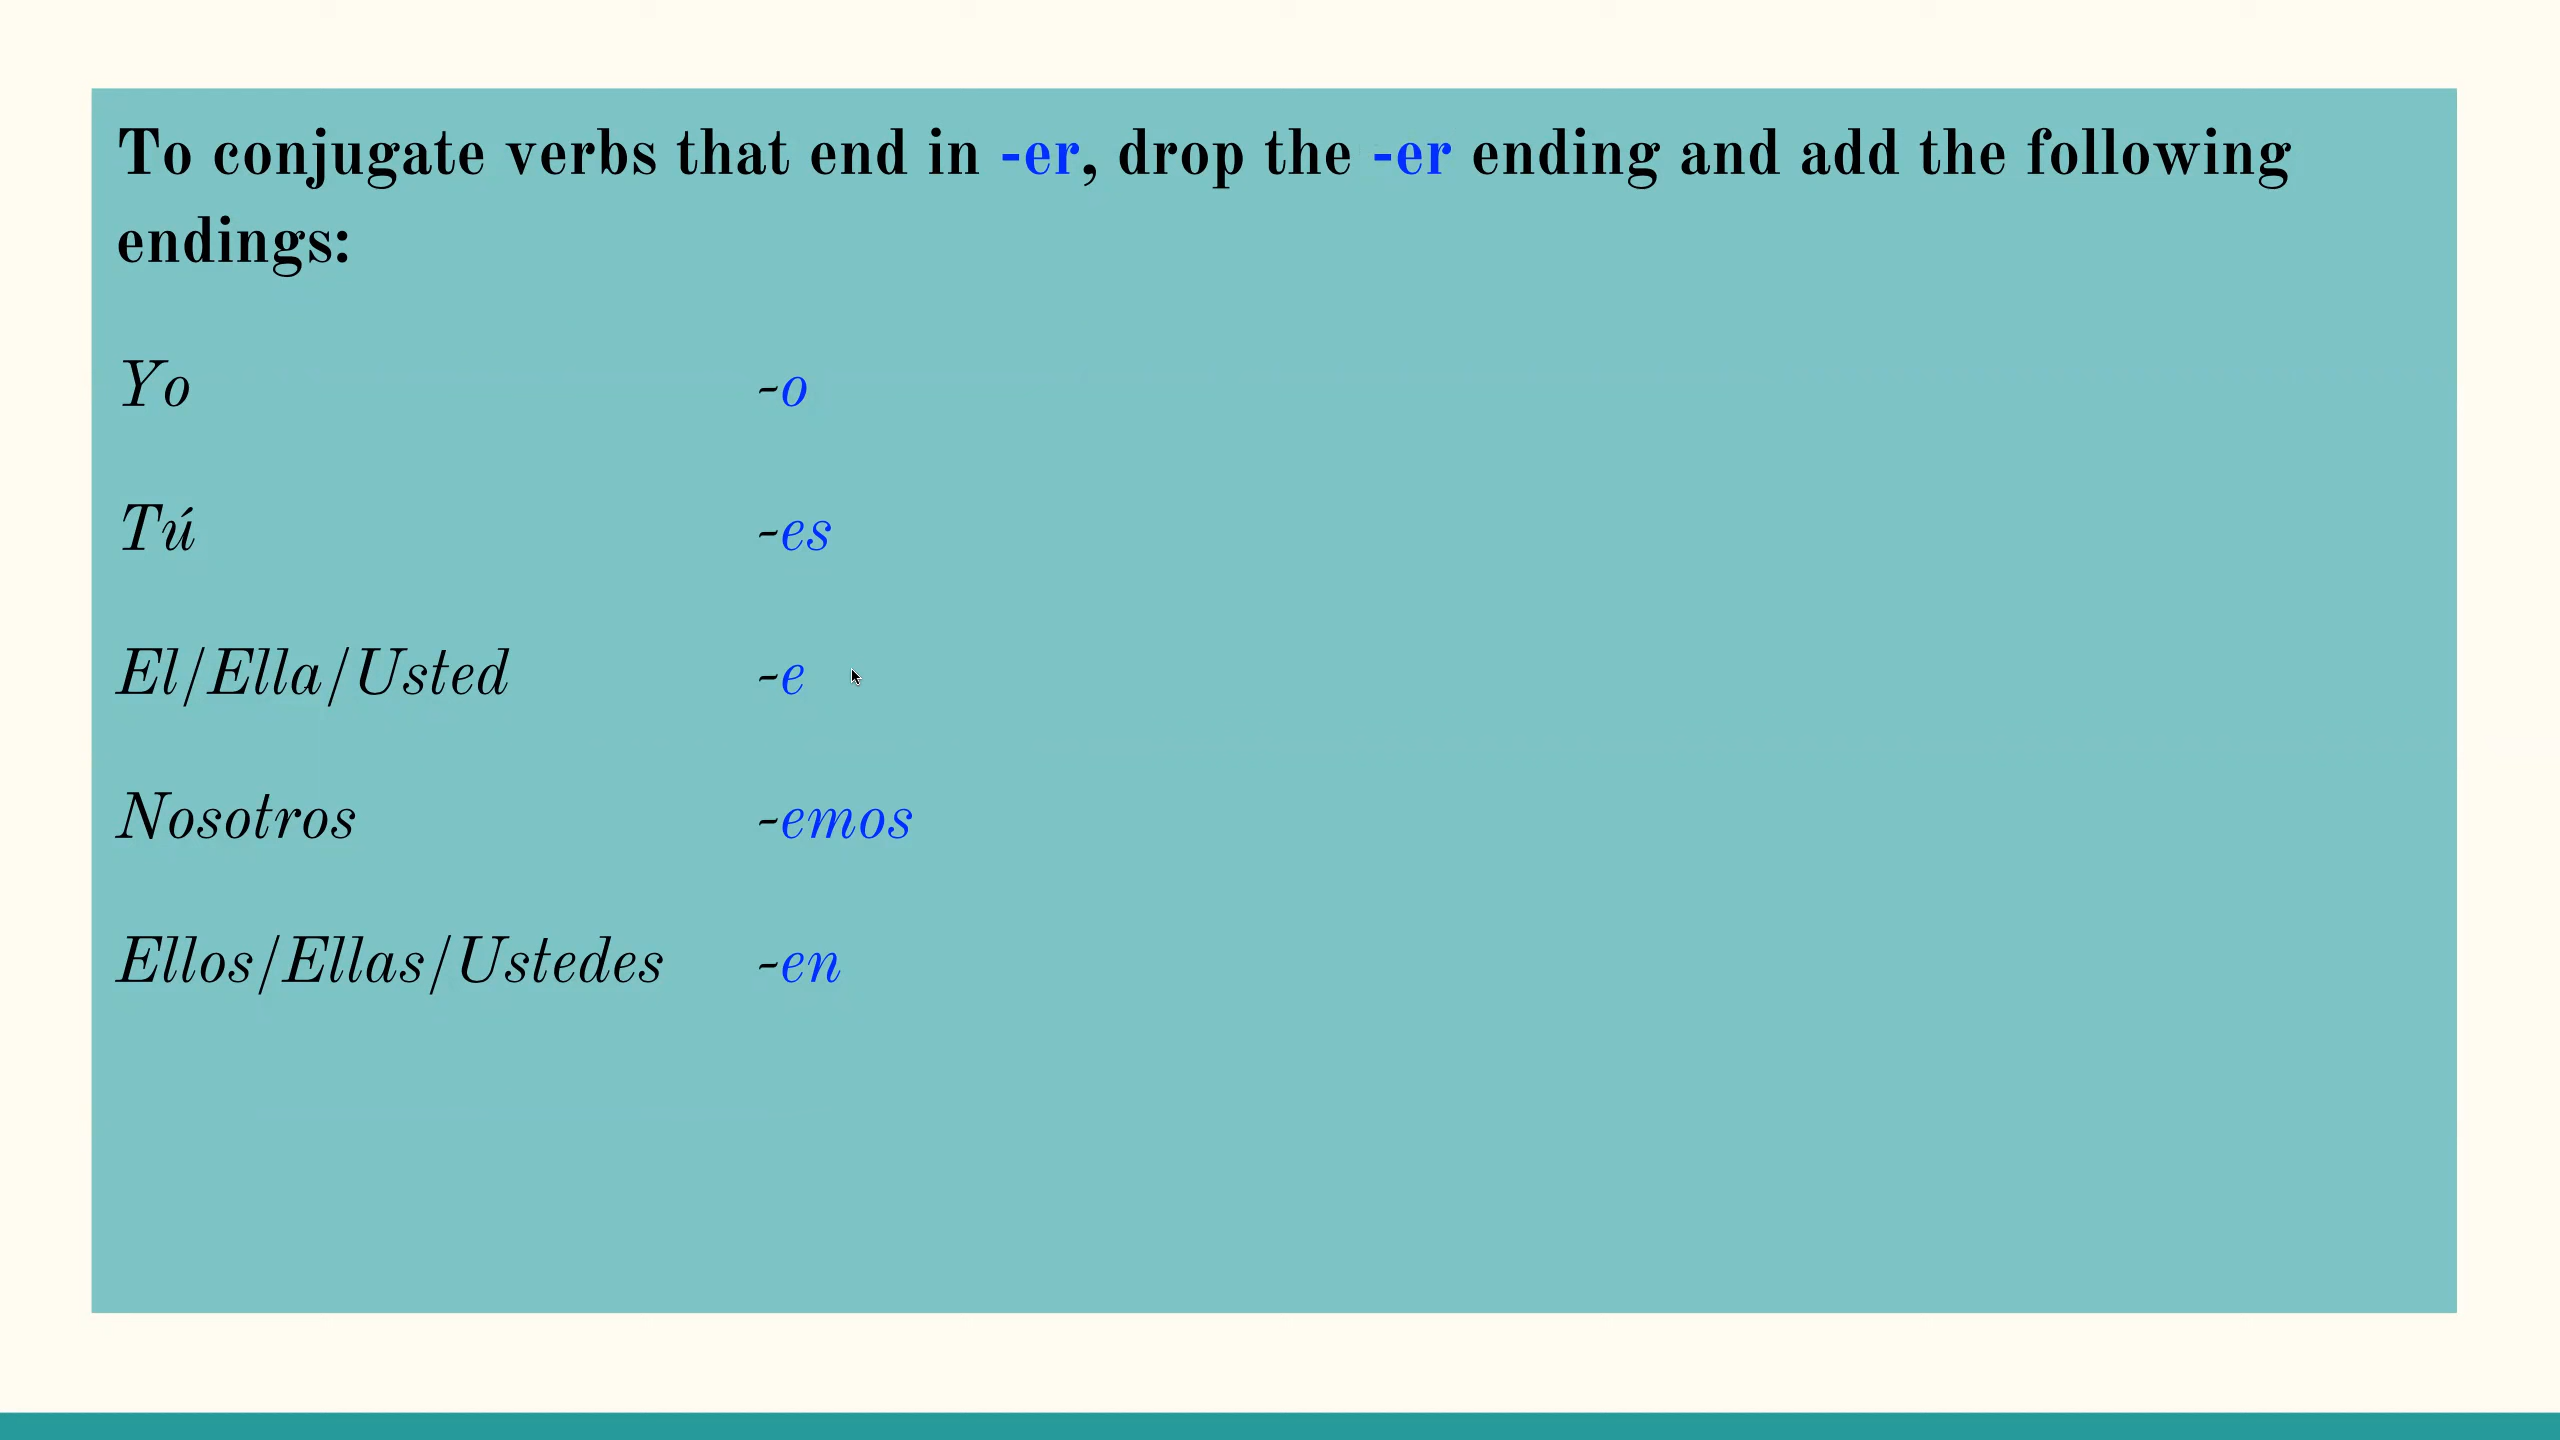 To conjugate verbs that end in -er, drop the -er ending and add the following
endings:
Yo -o
Tú -es
El/Ella/Usted -e
Nosotros -emos
Ellos/Ellas/Ustedes -en